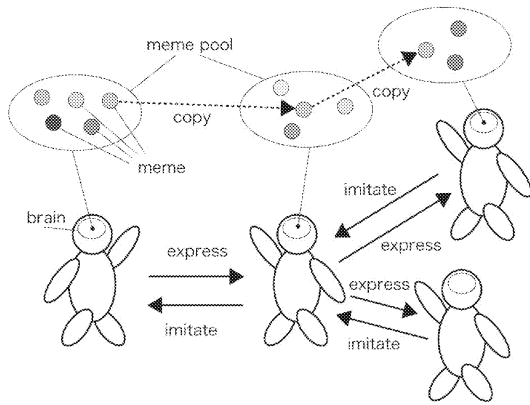 meme pool
copy
copy
meme
brain
express
imitate
imitate
express
express
imitate